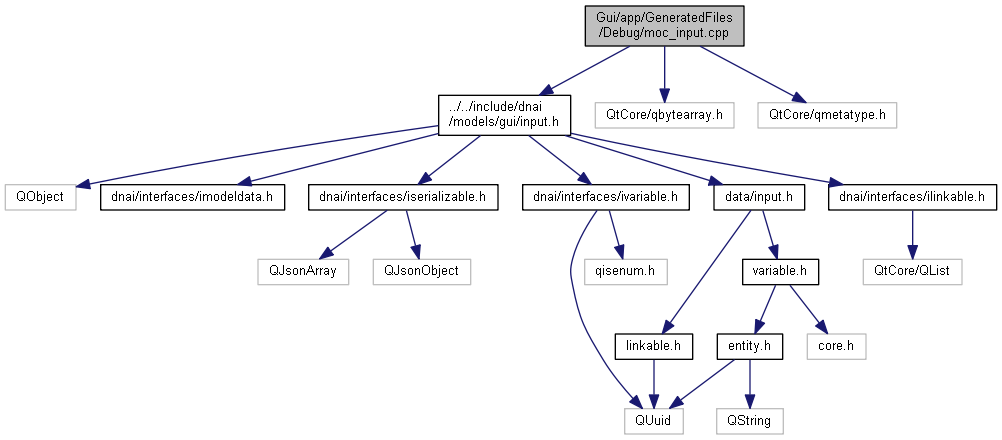 Gui/app/GeneratedFiles
/Debug/moc_input.cpp
../../include/dnai
/models/gui/input.h
QtCore/qbytearray.h
QtCore/qmetatype.h
QObject
dnai/interfaces/imodeldata.h
dnai/interfaces/iserializable.h
dnai/interfaces/ivariable.h
data/input.h
dnai/interfaces/ilinkable.h
QJsonArray
QJsonObject
qisenum.h
variable.h
QtCore/QList
linkable.h
entity.h
core.h
QUuid
QString